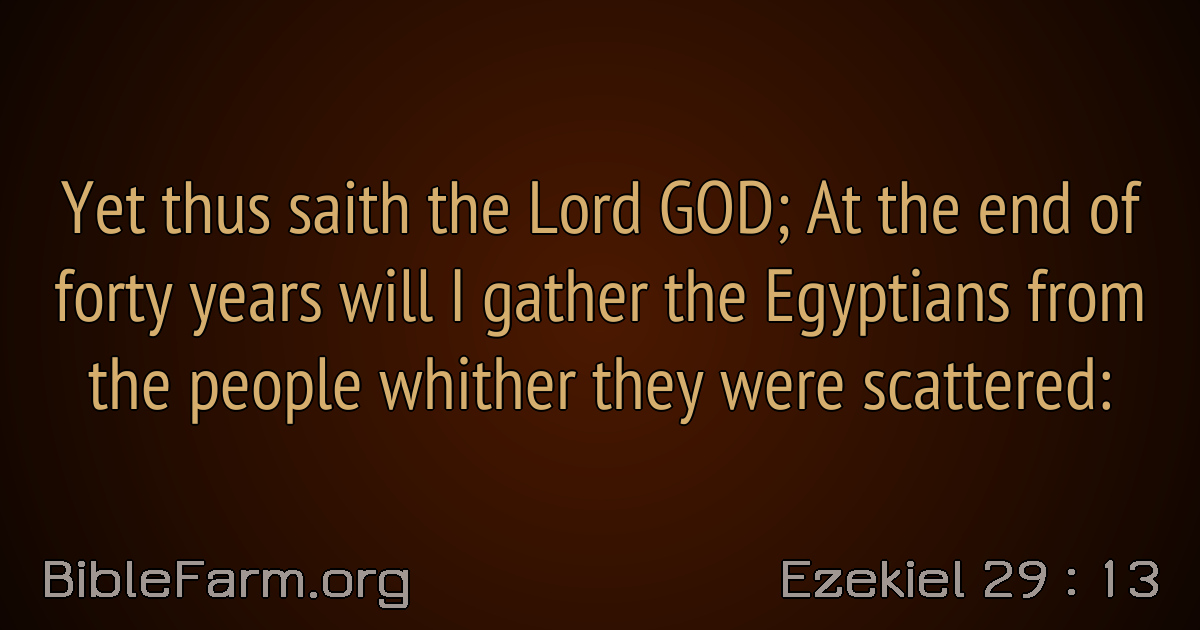 Yet thus saith the Lord GOD; At the end of
forty years will I gather the Egyptians from
the people whither they were scattered:
BibleFarm.org
Ezekiel 29 : 13